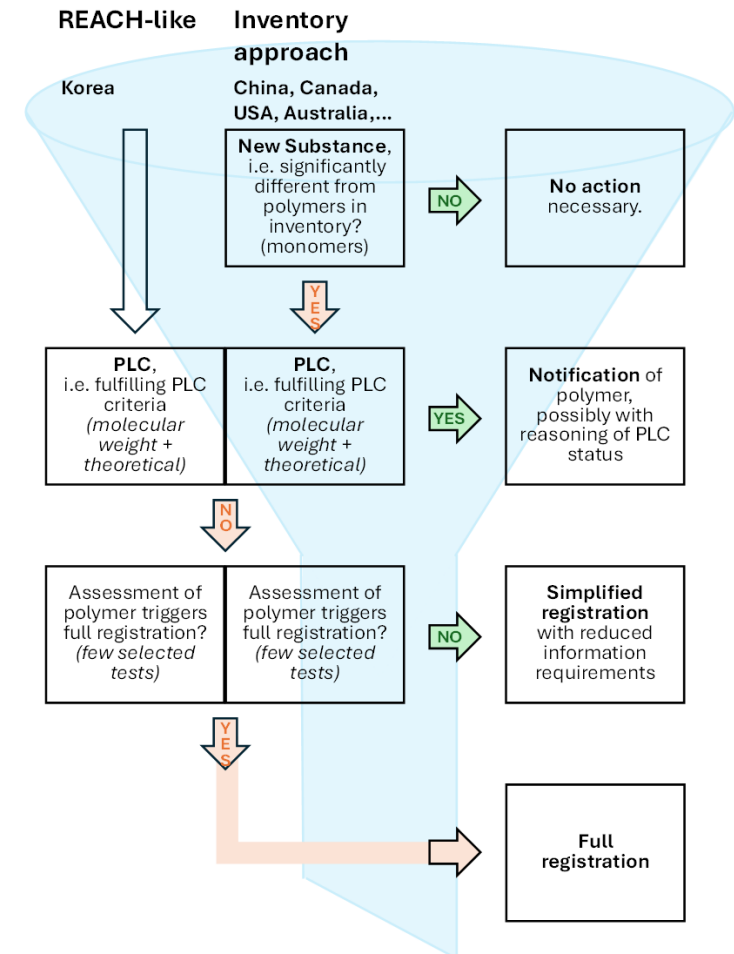 REACH-like
Inventory
approach
Korea
China, Canada,
USA, Australia,...
New Substance,
i.e. significantly
different from
polymers in
inventory?
(monomers)
NO
No action
necessary.
YES
PLC,
i.e. fulfilling PLC
criteria
(molecular
weight +
theoretical)
PLC,
i.e. fulfilling PLC
criteria
(molecular
weight +
theoretical)
YES
Notification of
polymer,
possibly with
reasoning of PLC
status
NO
Assessment of
polymer triggers
full registration?
(few selected
tests)
Assessment of
polymer triggers
full registration?
(few selected
tests)
NO
Simplified
registration
with reduced
information
requirements
YES
Full
registration